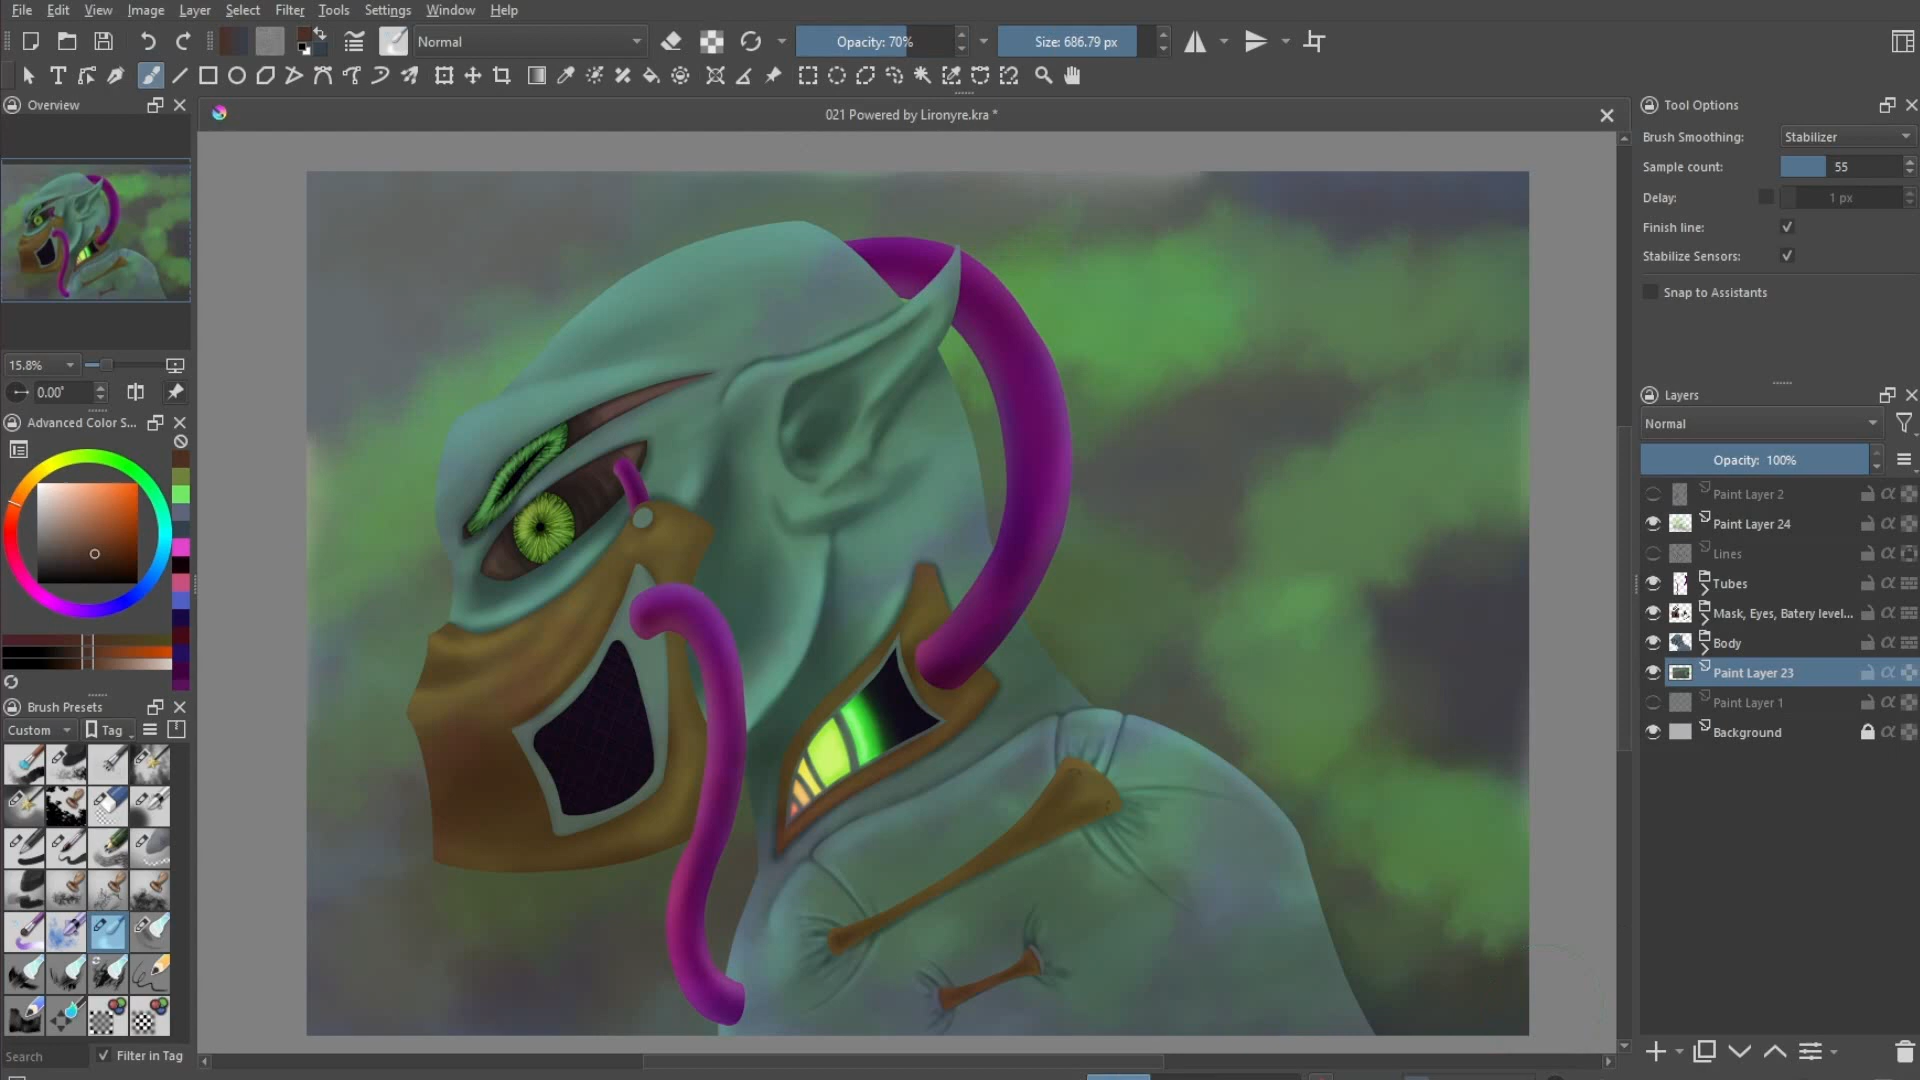 File Edit View Image Layer Select Filter Tools Settings Window Help
Normal
Opacity: 70%
Size: 686.79 px
Overview
021 Powered by Lironyre.kra *
Tool Options
Brush Smoothing: Stabilizer
Sample count: 55
Delay: 1 px
Finish line:
Stabilize Sensors:
Snap to Assistants
15.8%
0.00°
Advanced Color S...
Layers
Normal
Opacity: 100%
Paint Layer 2
Paint Layer 24
Lines
Tubes
Mask, Eyes, Batery level...
Body
Paint Layer 23
Paint Layer 1
Background
Brush Presets
Custom
Tag
Search
Filter in Tag